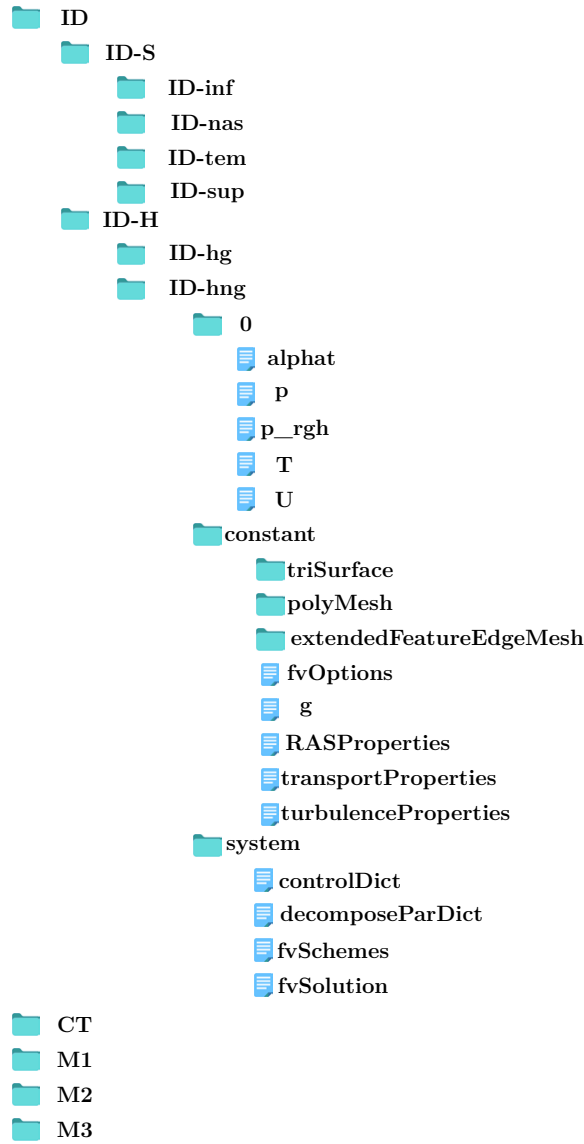 ID
ID-S
ID-inf
ID-nas
ID-tem
ID-sup
ID-H
ID-hg
ID-hng
0
alphat
p
p_rgh
T
U
constant
triSurface
polyMesh
extendedFeatureEdgeMesh
fvOptions
g
RASProperties
transportProperties
turbulenceProperties
system
controlDict
decomposeParDict
fvSchemes
fvSolution
CT
M1
M2
M3